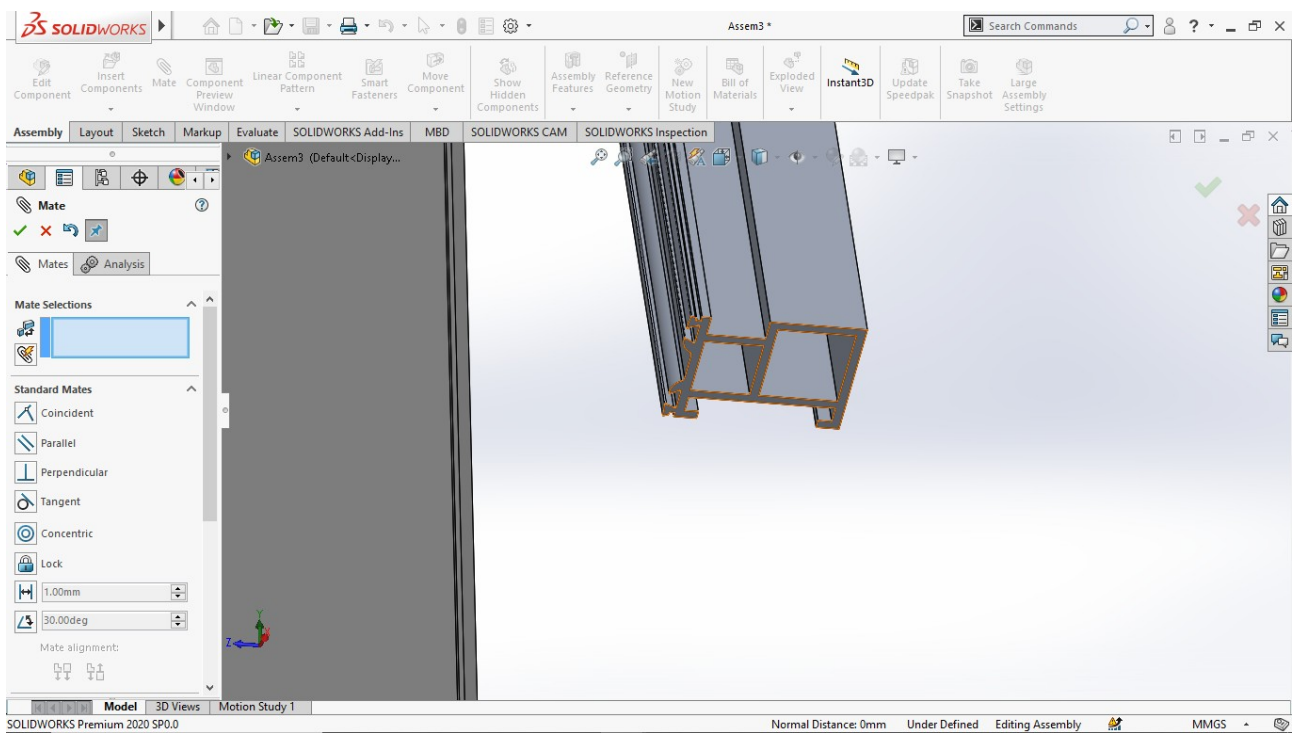 SOLIDWORKS
Assem3 *
Search Commands
?
Edit Component
Insert Components
Mate
Component Preview Window
Linear Component Pattern
Smart Fasteners
Move Component
Show Hidden Components
Assembly Features
Reference Geometry
New Motion Study
Bill of Materials
Exploded View
Instant3D
Update Speedpak
Take Snapshot
Large Assembly Settings
Assembly Layout Sketch Markup Evaluate SOLIDWORKS Add-Ins MBD SOLIDWORKS CAM SOLIDWORKS Inspection
Assem3 (Default<Display...
Mate
Mates Analysis
Mate Selections
Standard Mates
Coincident
Parallel
Perpendicular
Tangent
Concentric
Lock
1.00mm
30.00deg
Mate alignment:
Y
Z
Model 3D Views Motion Study 1
SOLIDWORKS Premium 2020 SP0.0 Normal Distance: 0mm Under Defined Editing Assembly MMGS